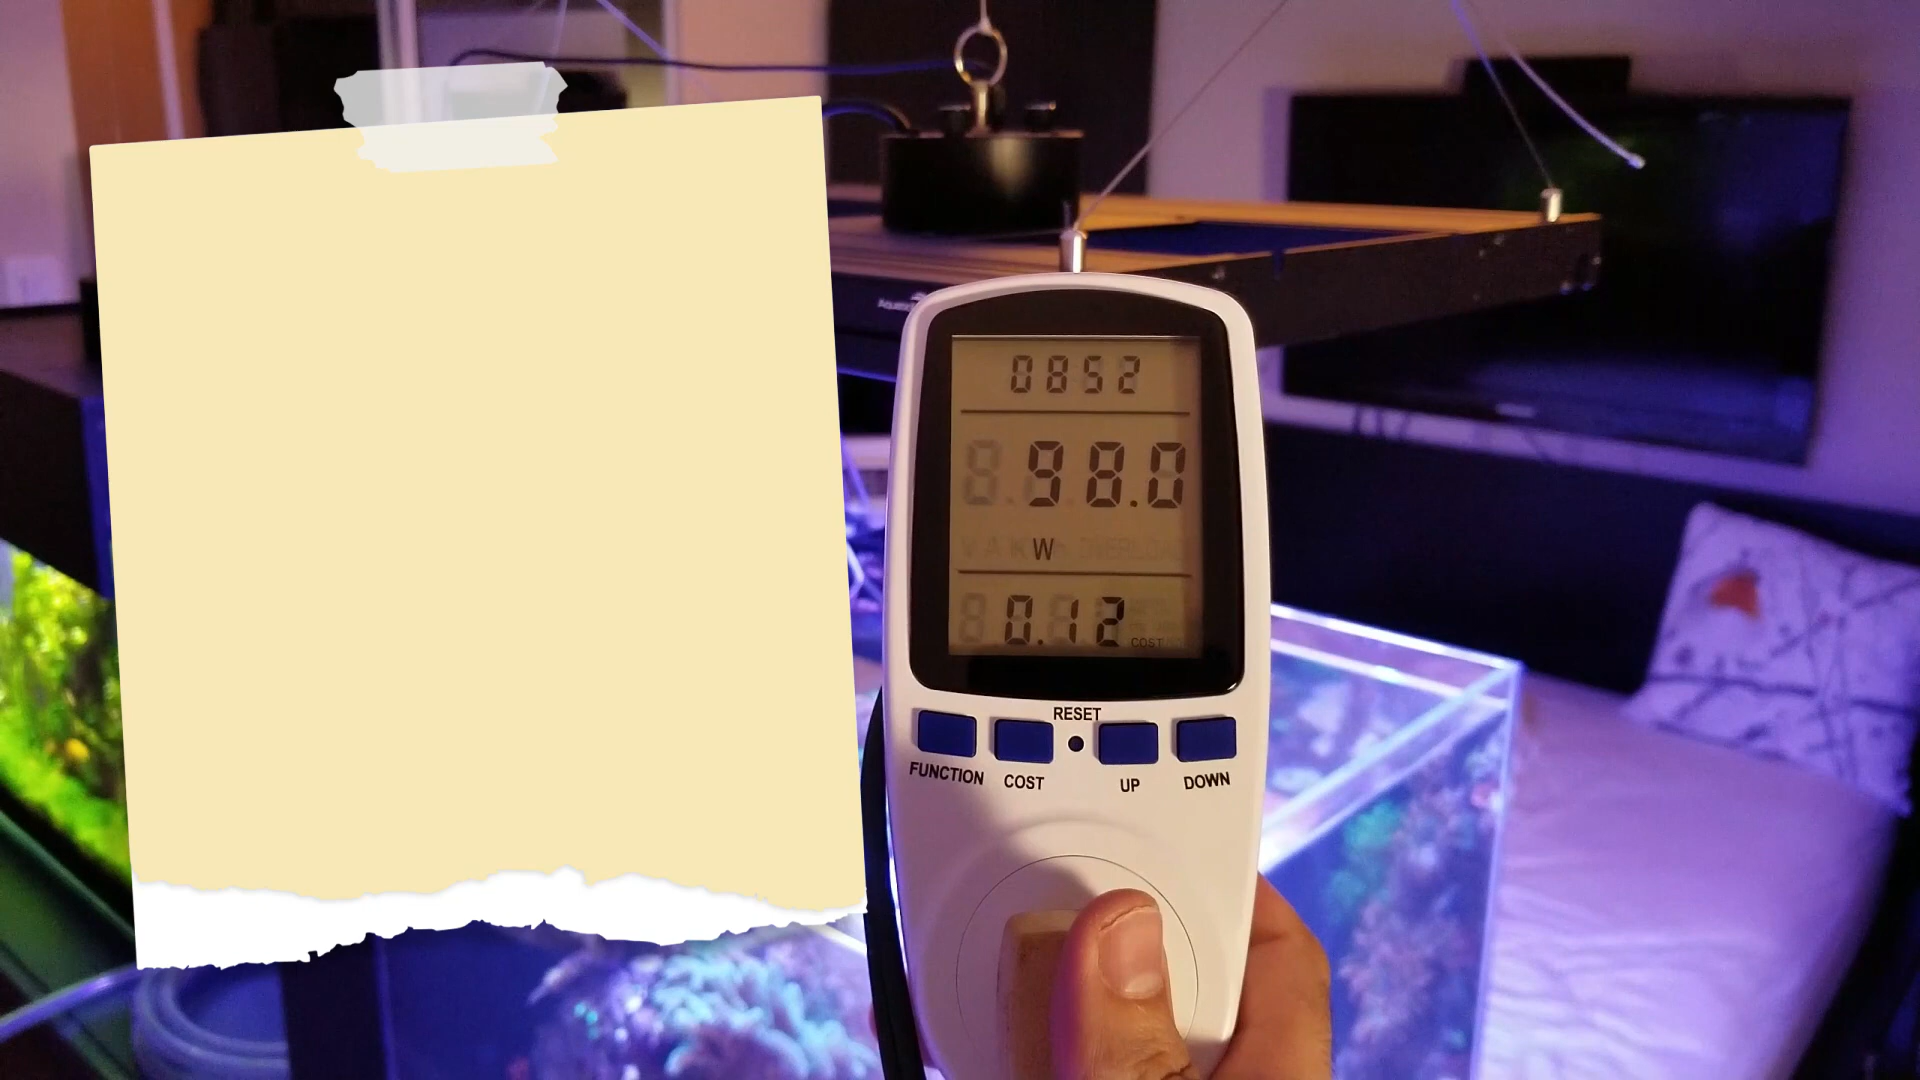 0852
98.0
W
0.12
COST
RESET
FUNCTION COST UP DOWN